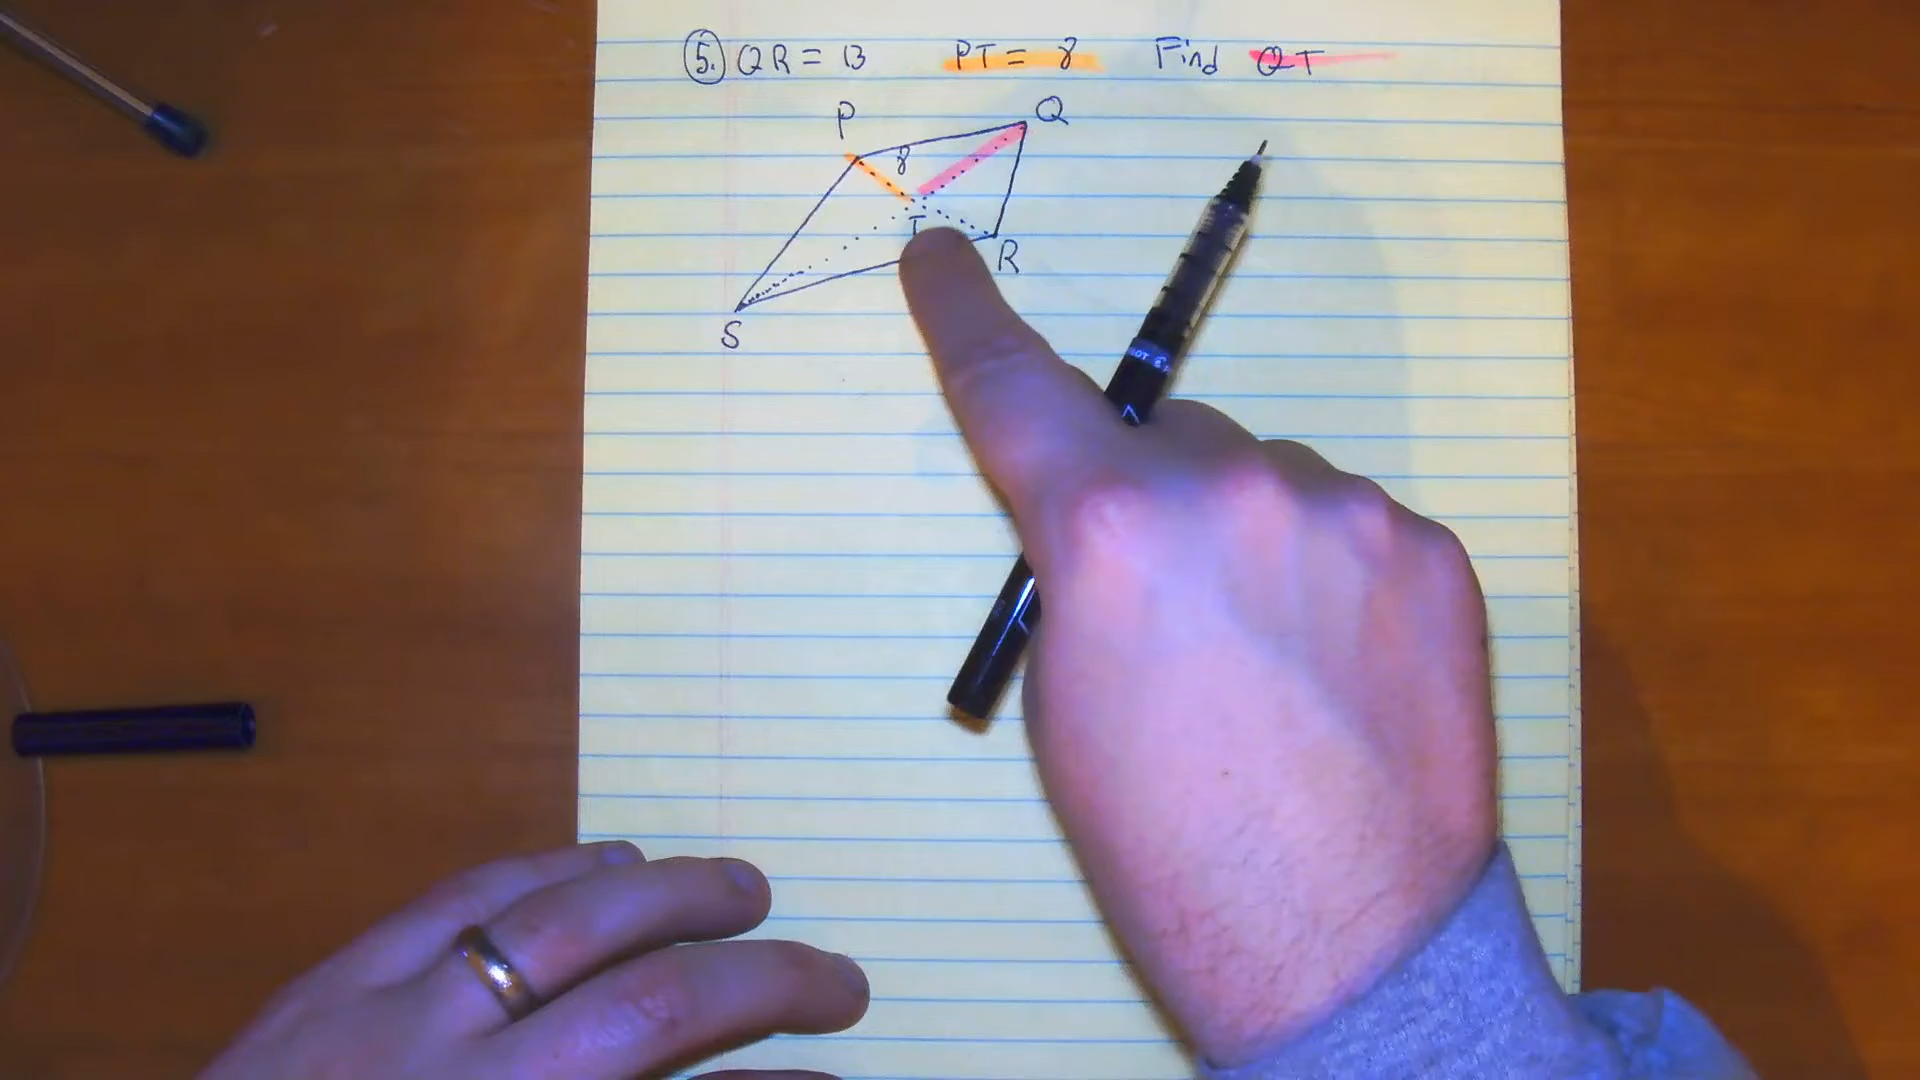 5. QR = 13 PT = 8 Find QT
P Q
8
T
R
S